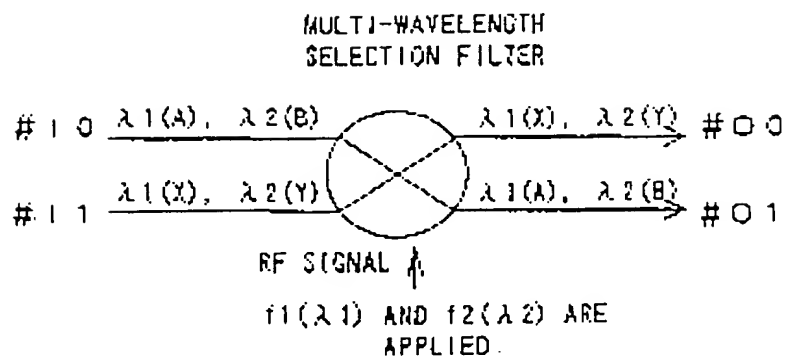 MULTI-WAVELENGTH
SELECTION FILTER
#I0 λ1(A), λ2(B) λ1(X), λ2(Y) #O0
#I1 λ1(X), λ2(Y) λ1(A), λ2(B) #O1
RF SIGNAL
f1(λ1) AND f2(λ2) ARE
APPLIED.